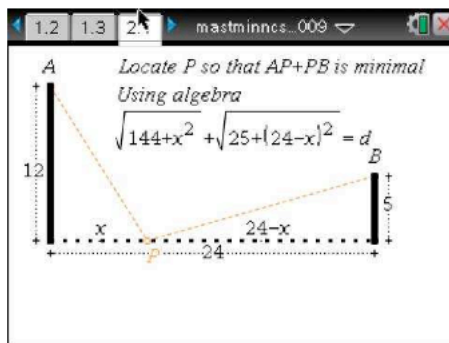 1.2 1.3 2.1 mastminncs...009
A Locate P so that AP+PB is minimal
Using algebra
√144+x² + √25+(24−x)² = d
B
12
5
x 24−x
P
24